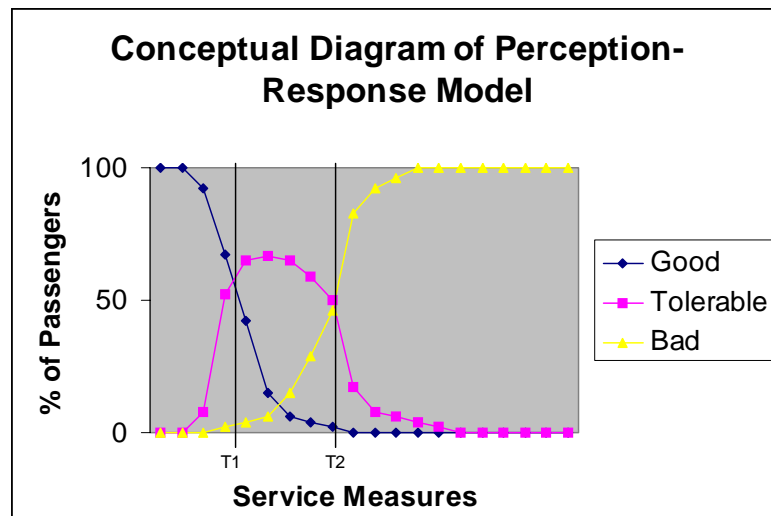 Conceptual Diagram of Perception-
Response Model
% of Passengers
100
50
0
T1
T2
Service Measures
Good
Tolerable
Bad